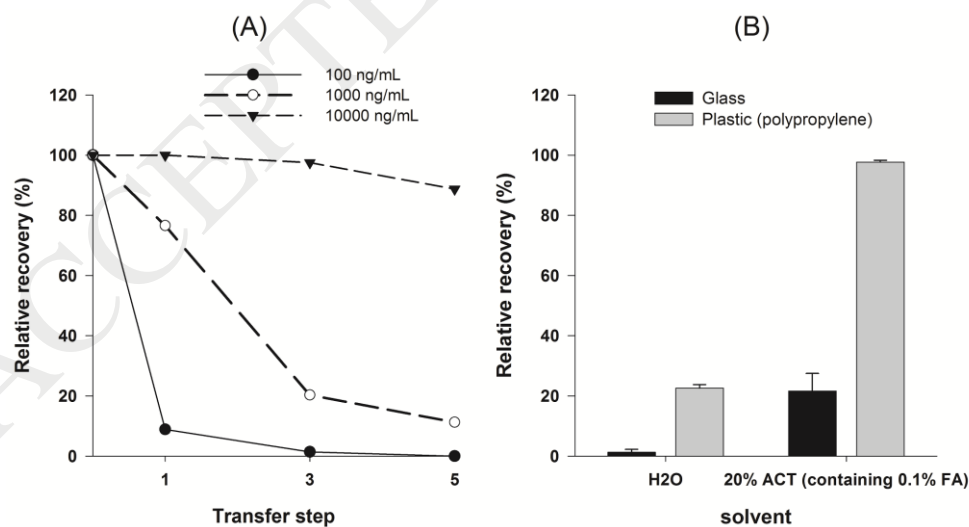 ACCEPTE
(A)
100 ng/mL
1000 ng/mL
10000 ng/mL
Relative recovery (%)
120
100
80
60
40
20
0
1
3
5
Transfer step
(B)
Glass
Plastic (polypropylene)
Relative recovery (%)
120
100
80
60
40
20
0
H2O
20% ACT (containing 0.1% FA)
solvent